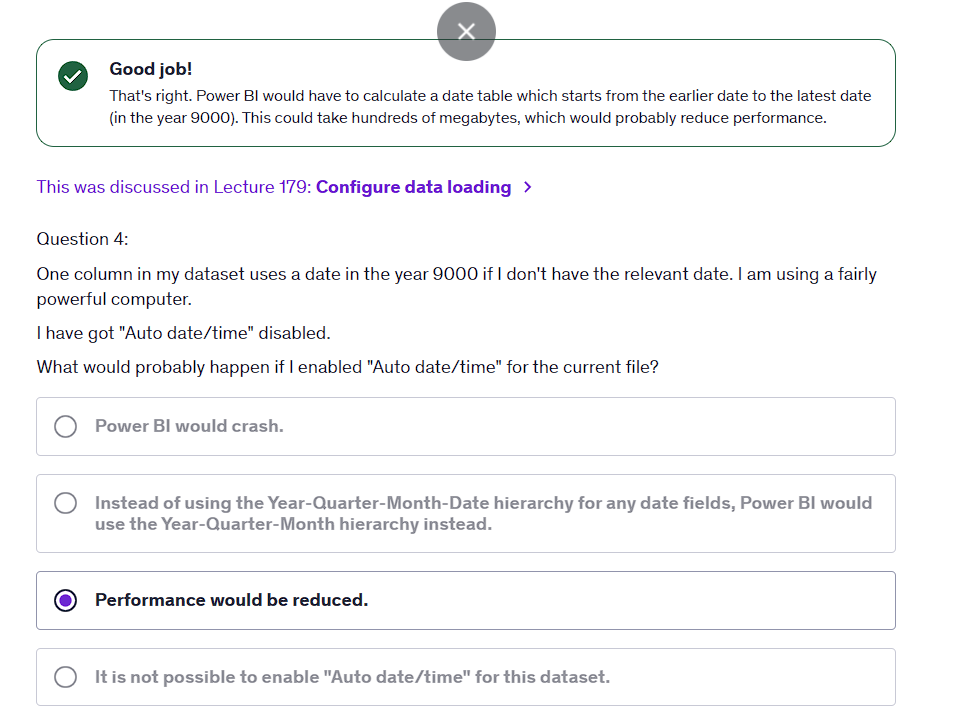 Good job!
That's right. Power BI would have to calculate a date table which starts from the earlier date to the latest date
(in the year 9000). This could take hundreds of megabytes, which would probably reduce performance.
This was discussed in Lecture 179: Configure data loading
Question 4:
One column in my dataset uses a date in the year 9000 if I don't have the relevant date. I am using a fairly
powerful computer.
I have got "Auto date/time" disabled.
What would probably happen if I enabled "Auto date/time" for the current file?
Power BI would crash.
Instead of using the Year-Quarter-Month-Date hierarchy for any date fields, Power BI would
use the Year-Quarter-Month hierarchy instead.
Performance would be reduced.
It is not possible to enable "Auto date/time" for this dataset.